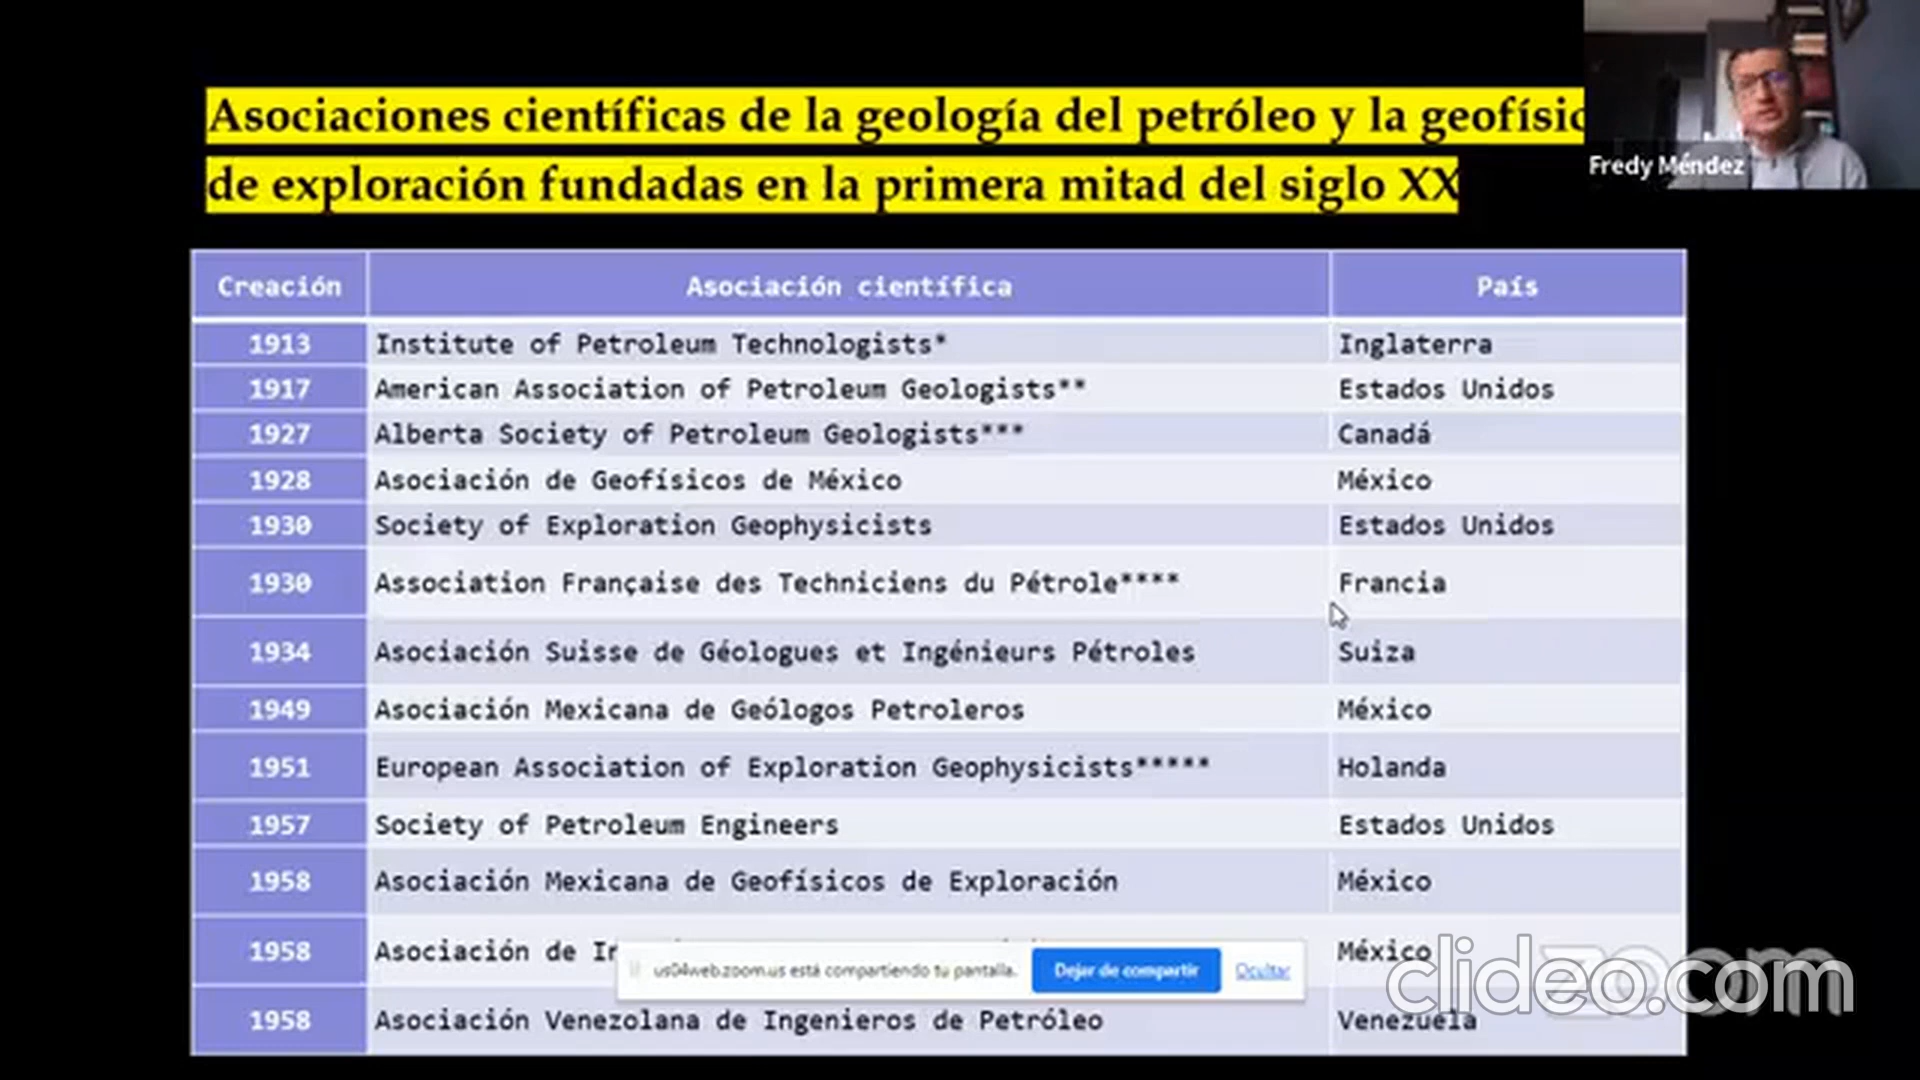 Asociaciones científicas de la geología del petróleo y la geofísic
de exploración fundadas en la primera mitad del siglo XX
Fredy Méndez
Creación Asociación científica País
1913 Institute of Petroleum Technologists* Inglaterra
1917 American Association of Petroleum Geologists** Estados Unidos
1927 Alberta Society of Petroleum Geologists*** Canadá
1928 Asociación de Geofísicos de México México
1930 Society of Exploration Geophysicists Estados Unidos
1930 Association Française des Techniciens du Pétrole**** Francia
1934 Asociación Suisse de Géologues et Ingénieurs Pétroles Suiza
1949 Asociación Mexicana de Geólogos Petroleros México
1951 European Association of Exploration Geophysicists***** Holanda
1957 Society of Petroleum Engineers Estados Unidos
1958 Asociación Mexicana de Geofísicos de Exploración México
1958 Asociación de México
us04web.zoom.us está compartiendo tu pantalla. Dejar de compartir Ocultar
1958 Asociación Venezolana de Ingenieros de Petróleo Venezuela
zoom
clideo.com